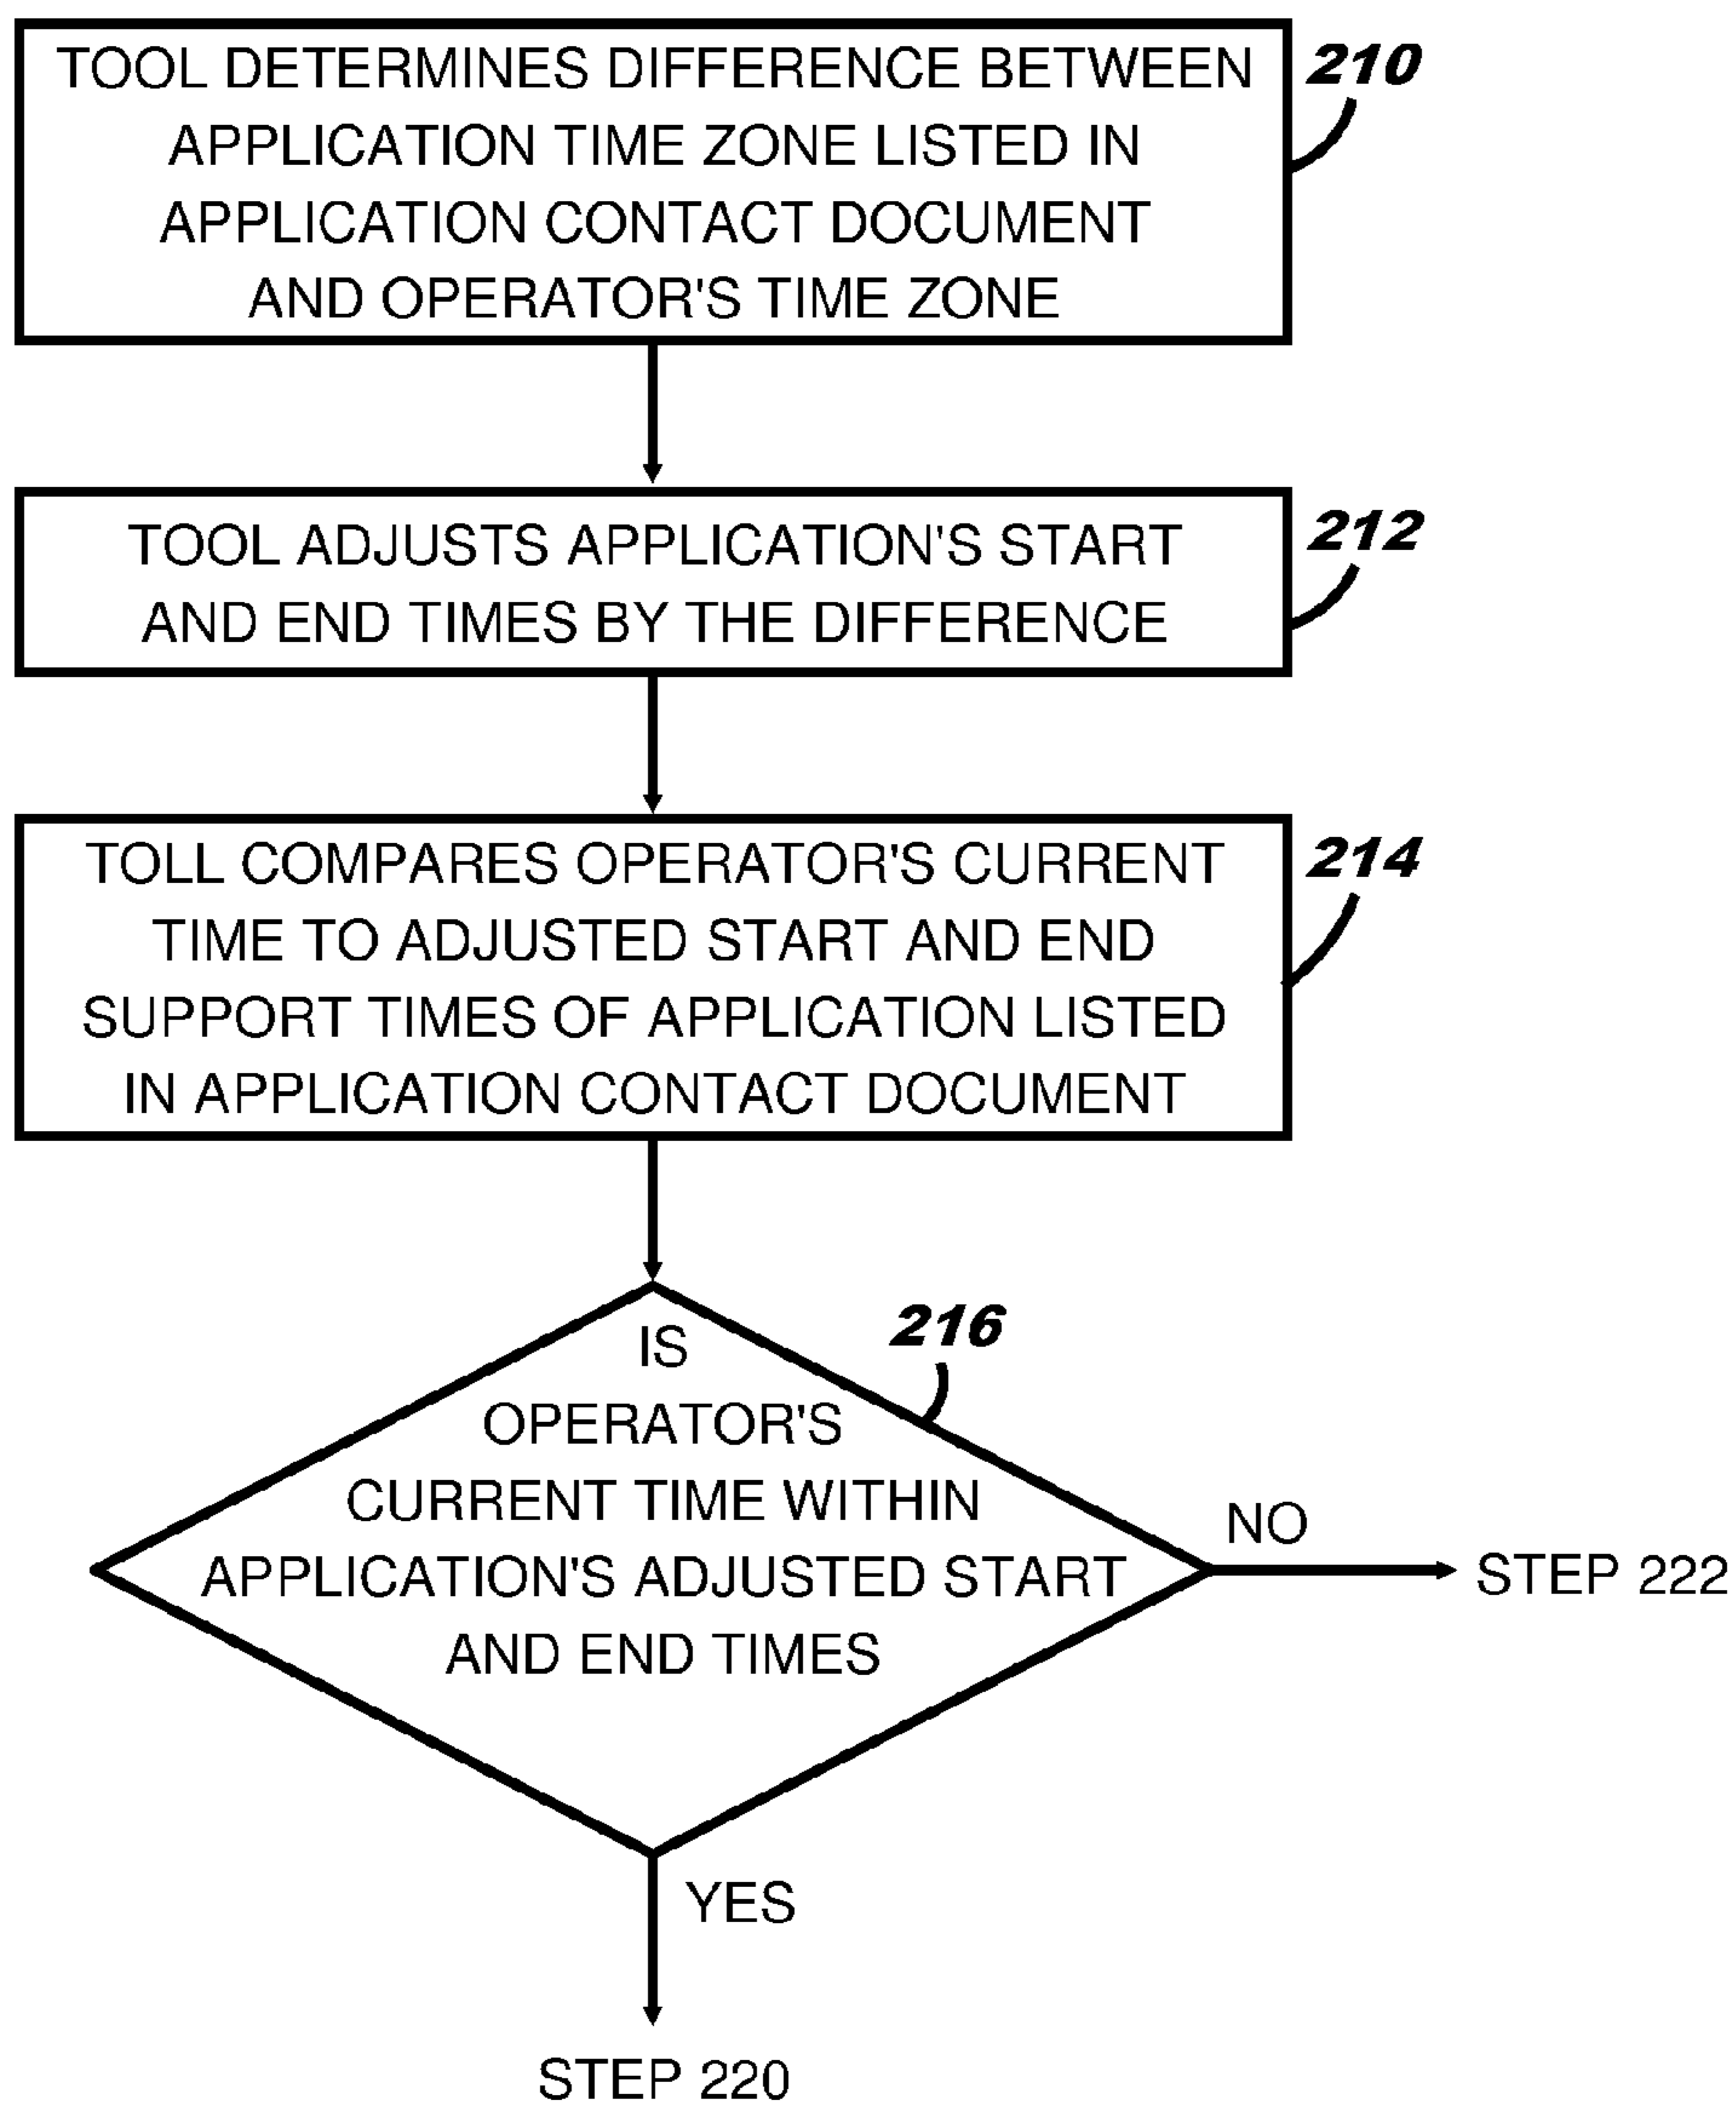 TOOL DETERMINES DIFFERENCE BETWEEN
APPLICATION TIME ZONE LISTED IN
APPLICATION CONTACT DOCUMENT
AND OPERATOR'S TIME ZONE
210
TOOL ADJUSTS APPLICATION'S START
AND END TIMES BY THE DIFFERENCE
212
TOLL COMPARES OPERATOR'S CURRENT
TIME TO ADJUSTED START AND END
SUPPORT TIMES OF APPLICATION LISTED
IN APPLICATION CONTACT DOCUMENT
214
IS
OPERATOR'S
CURRENT TIME WITHIN
APPLICATION'S ADJUSTED START
AND END TIMES
216
NO
STEP 222
YES
STEP 220